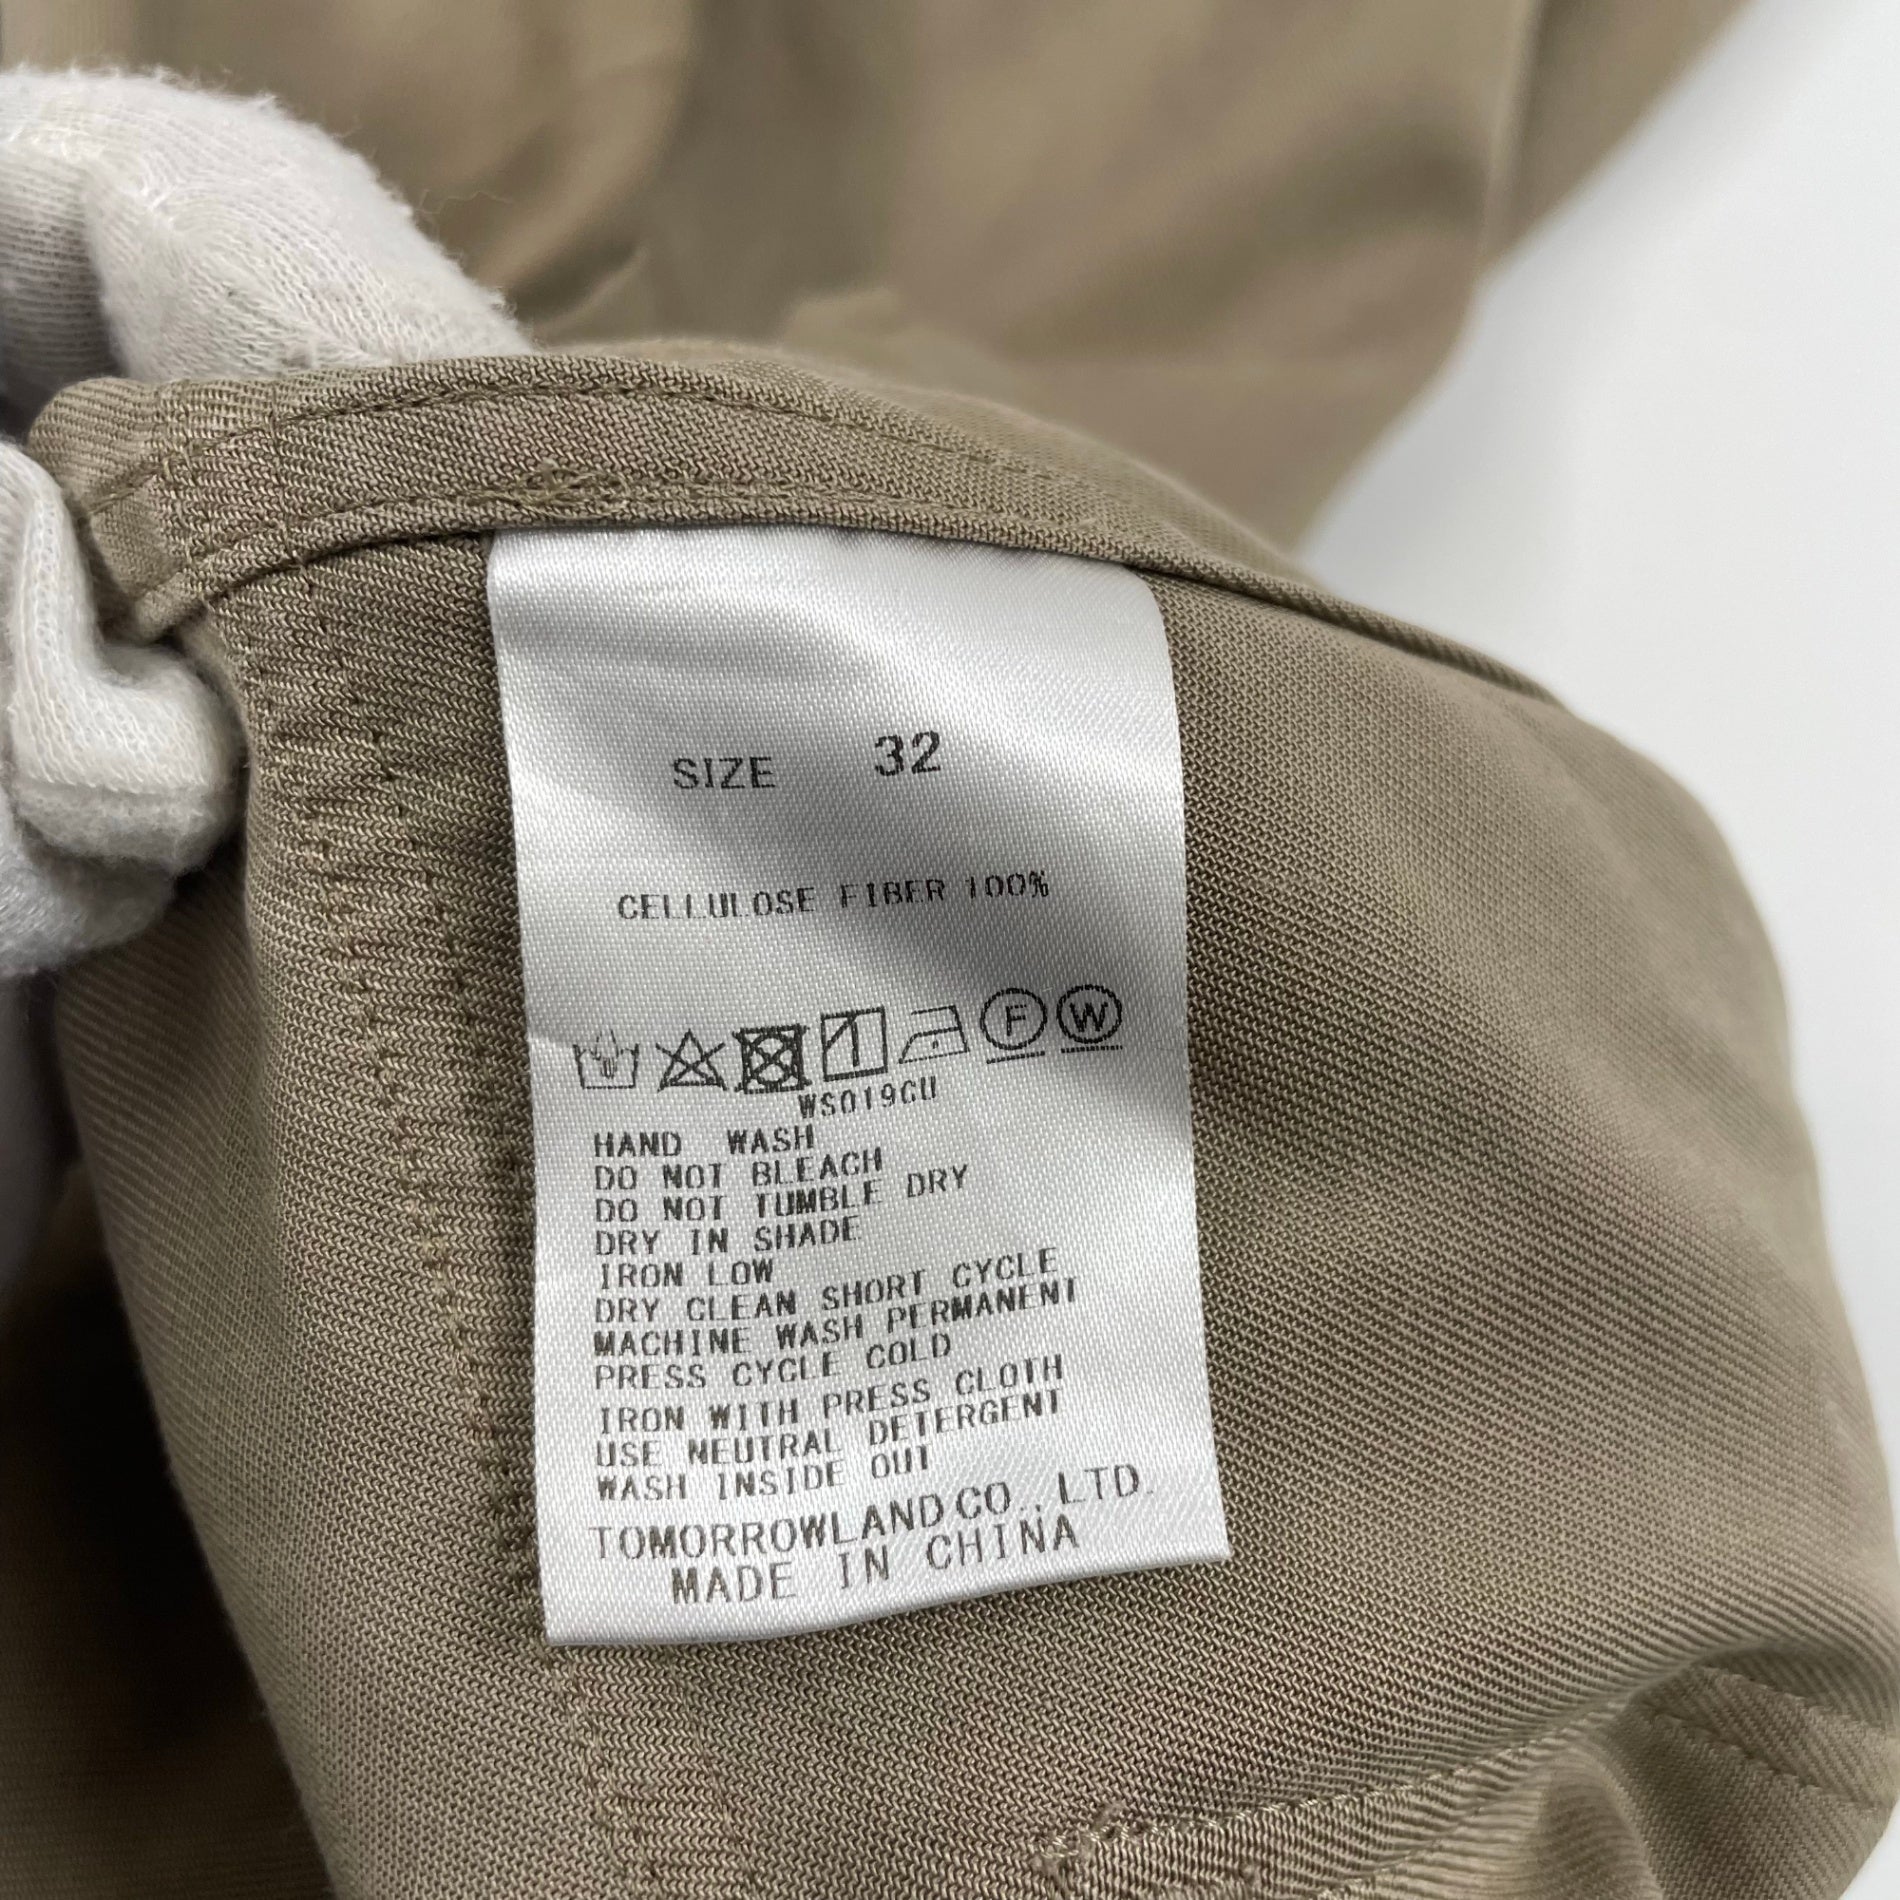 SIZE 32
CELLULOSE FIBER 100%
F W
WS019CU
HAND WASH
DO NOT BLEACH
DO NOT TUMBLE DRY
DRY IN SHADE
IRON LOW
DRY CLEAN SHORT CYCLE
MACHINE WASH PERMANENT
PRESS CYCLE COLD
IRON WITH PRESS CLOTH
USE NEUTRAL DETERGENT
WASH INSIDE OUT
TOMORROWLAND CO., LTD.
MADE IN CHINA